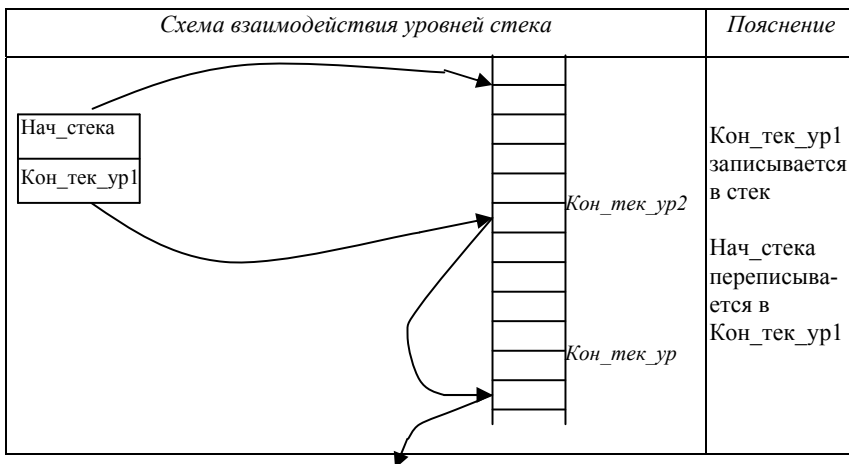 Схема взаимодействия уровней стека
Пояснение
Нач_стека
Кон_тек_ур1
Кон_тек_ур2
Кон_тек_ур
Кон_тек_ур1
записывается
в стек
Нач_стека
переписыва-
ется в
Кон_тек_ур1